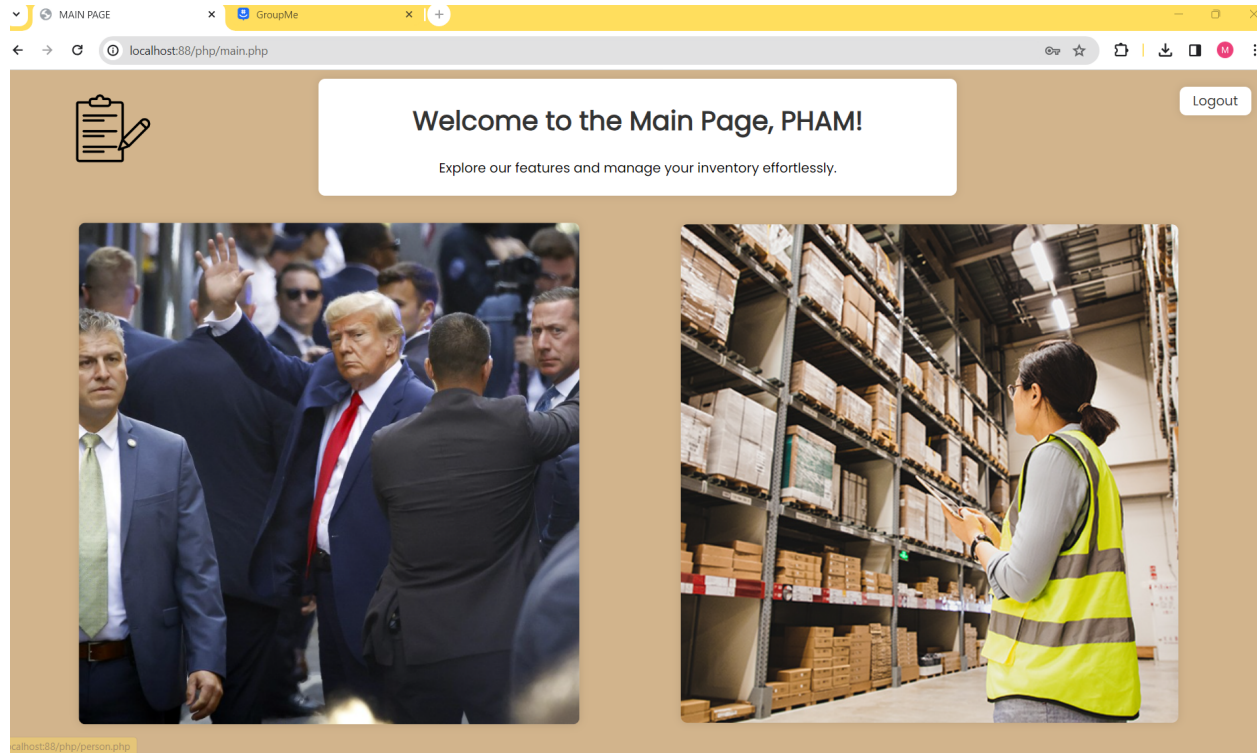 MAIN PAGE
GroupMe
localhost:88/php/main.php
M
Logout
Welcome to the Main Page, PHAM!
Explore our features and manage your inventory effortlessly.
ocalhost:88/php/person.php